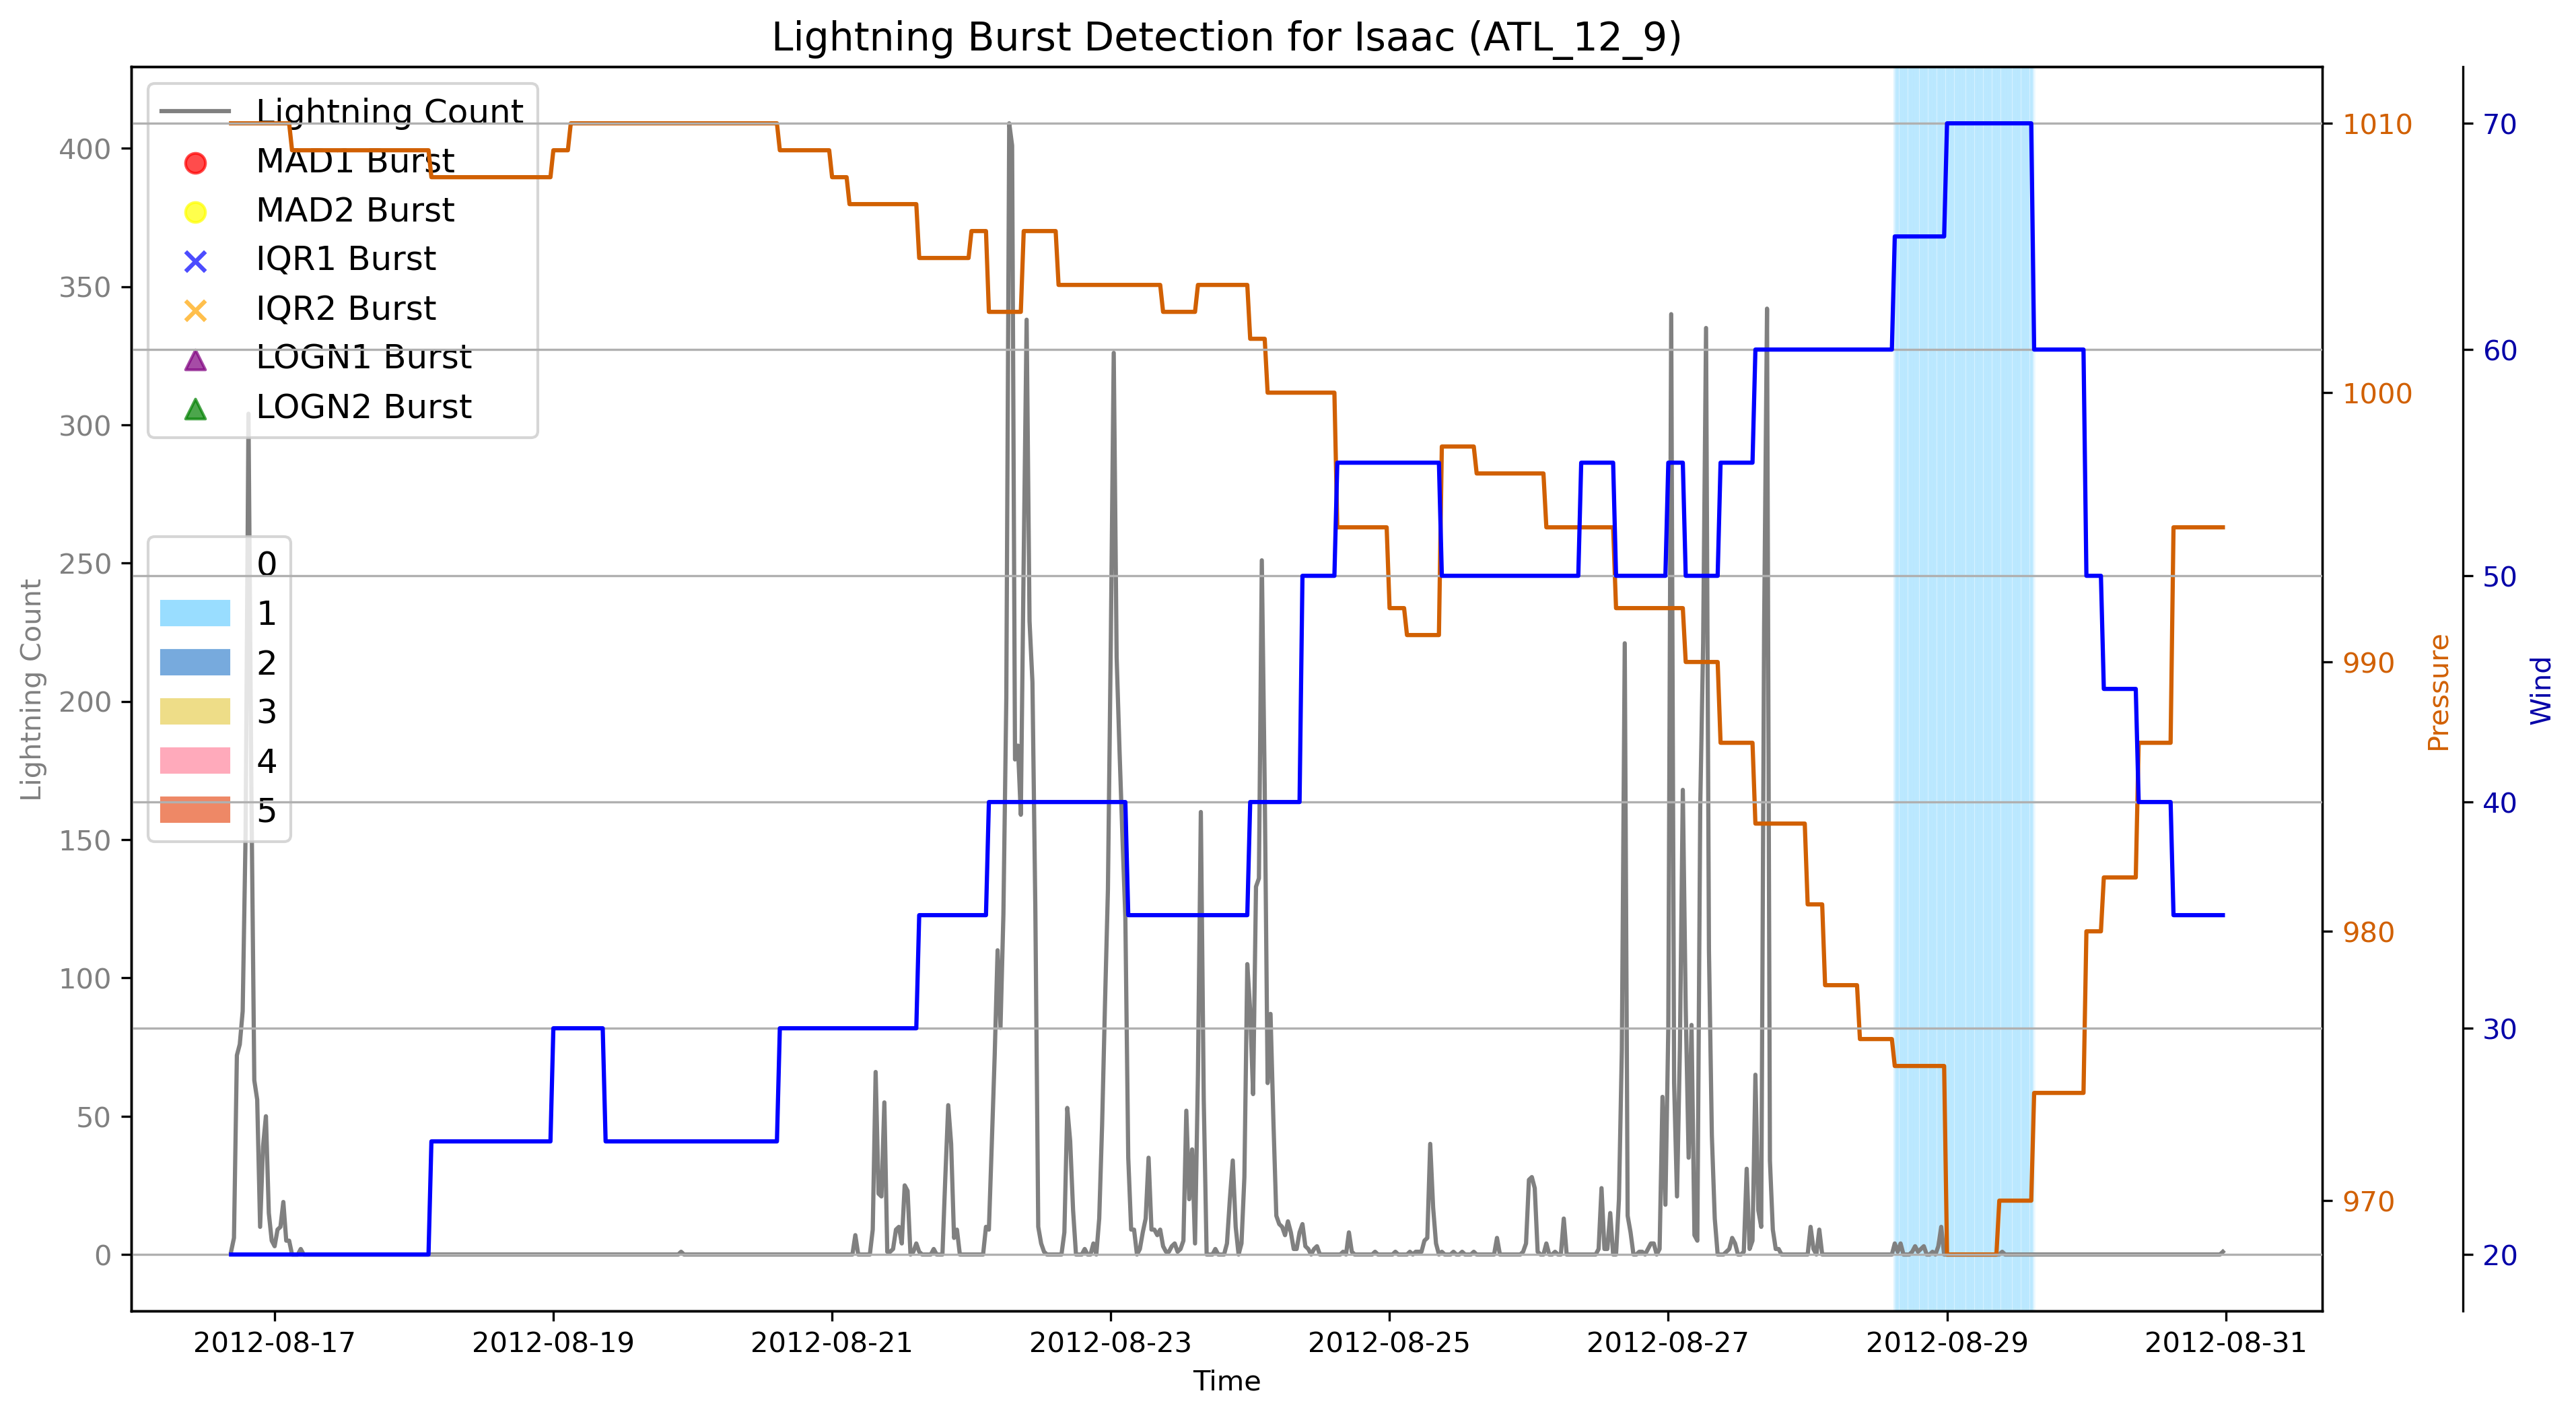 Lightning Burst Detection for Isaac (ATL_12_9)
Lightning Count
MAD1 Burst
MAD2 Burst
IQR1 Burst
IQR2 Burst
LOGN1 Burst
LOGN2 Burst
0
1
2
3
4
5
400
350
300
250
200
150
100
50
0
Lightning Count
1010
1000
990
980
970
Pressure
70
60
50
40
30
20
Wind
2012-08-17
2012-08-19
2012-08-21
2012-08-23
2012-08-25
2012-08-27
2012-08-29
2012-08-31
Time